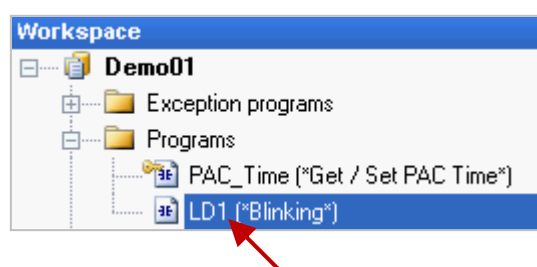 Workspace
Demo01
Exception programs
Programs
PAC_Time (*Get / Set PAC Time*)
LD1 (*Blinking*)